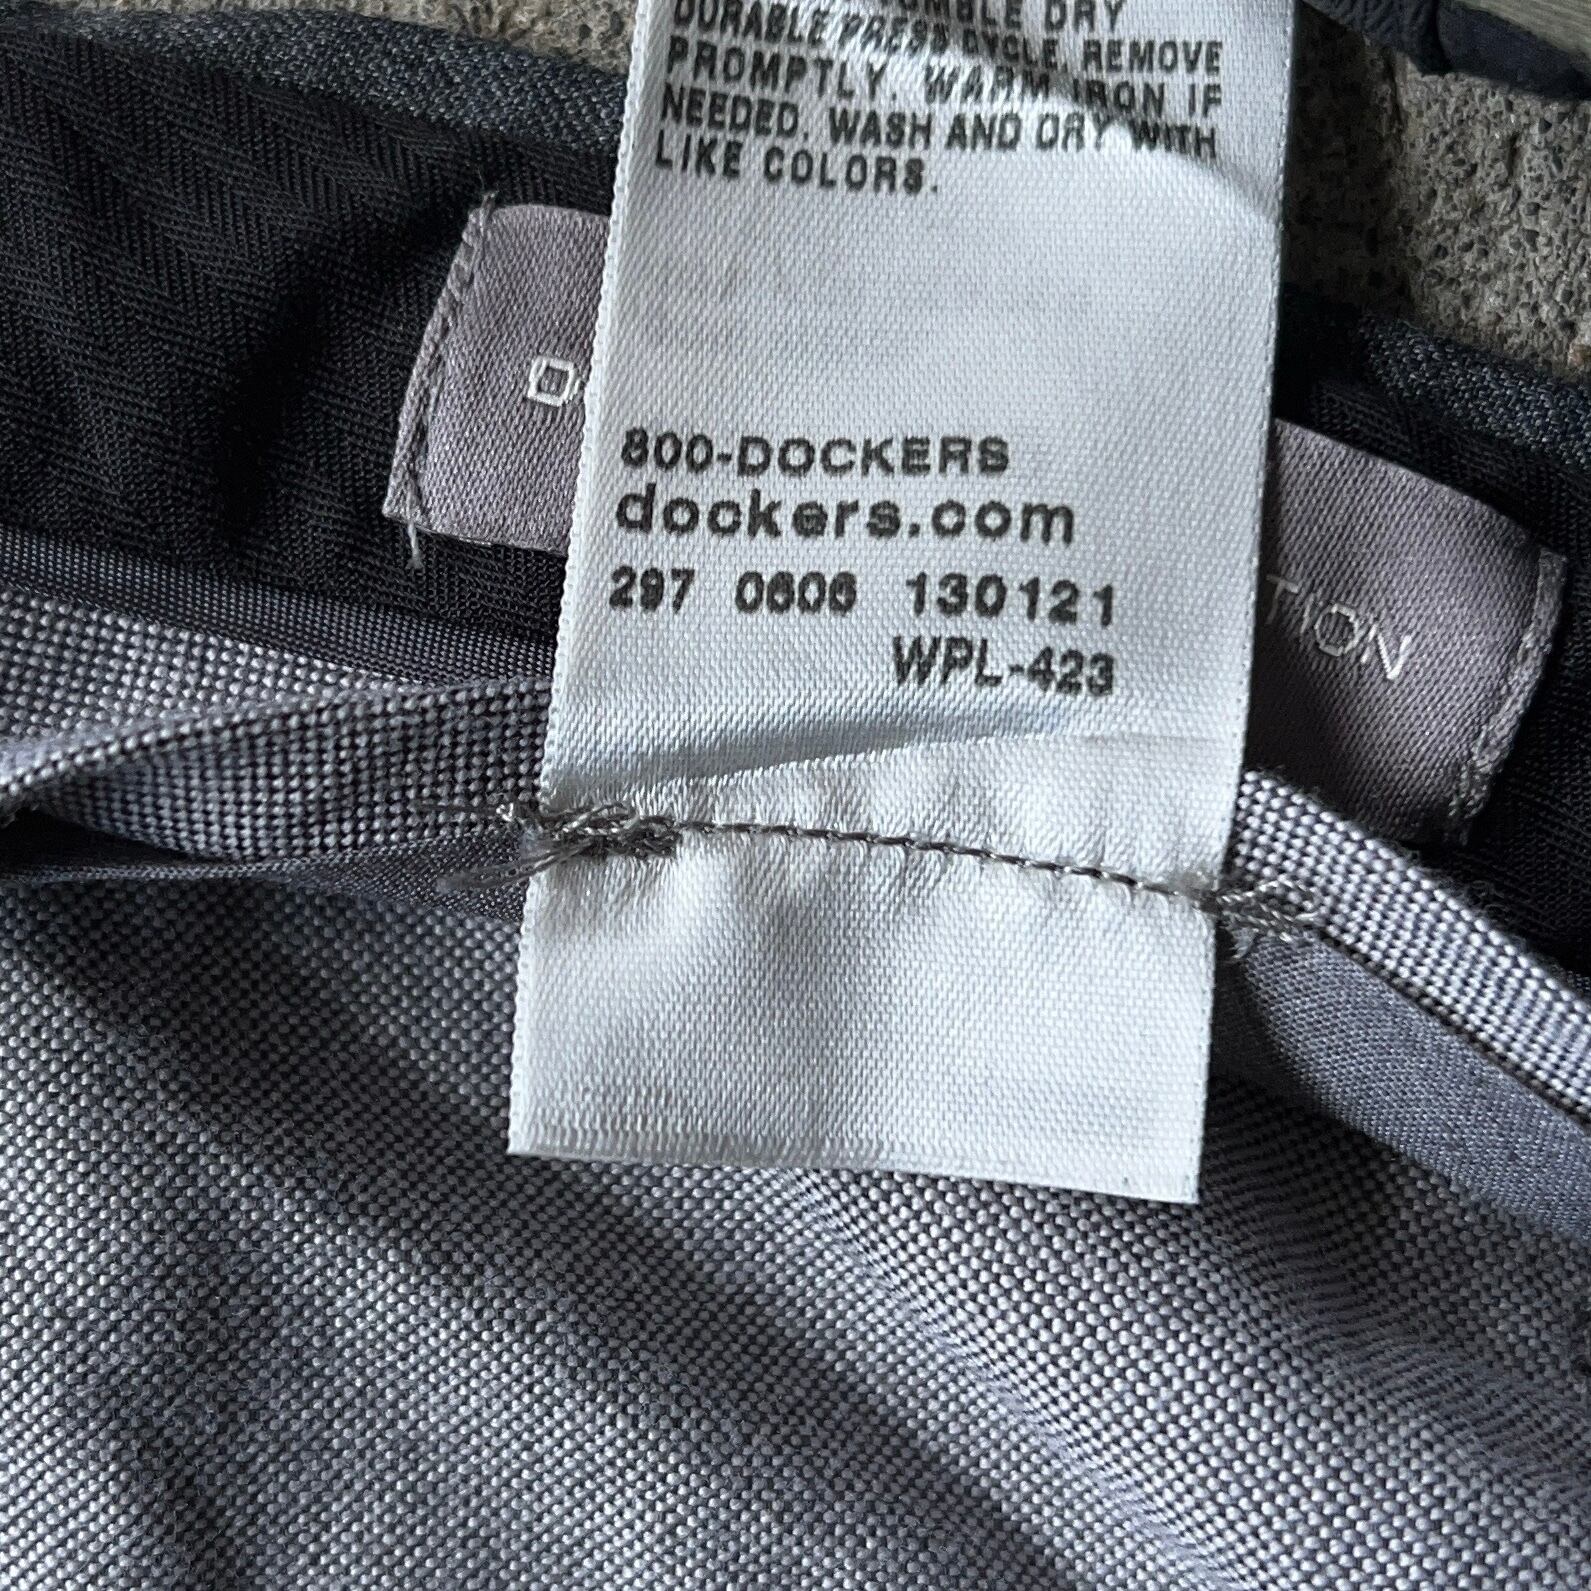 DRY
DURABLE PRESS CYCLE. REMOVE
PROMPTLY. WARM IRON IF
NEEDED. WASH AND DRY WITH
LIKE COLORS.
800-DOCKERS
dockers.com
297 0606 130121
WPL-423
D
TION